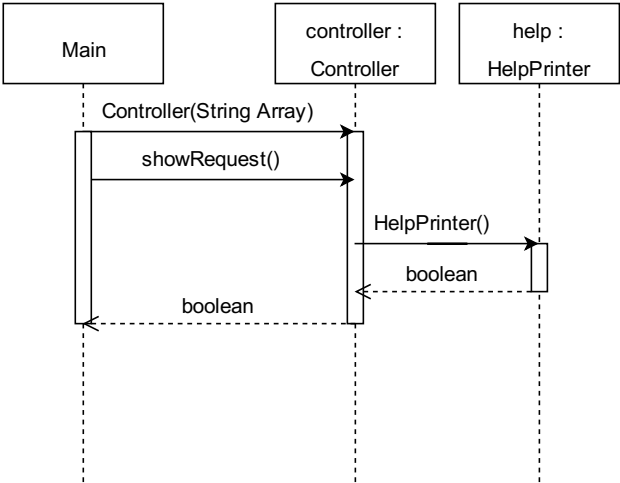 Main
controller :
Controller
help :
HelpPrinter
Controller(String Array)
showRequest()
HelpPrinter()
boolean
boolean